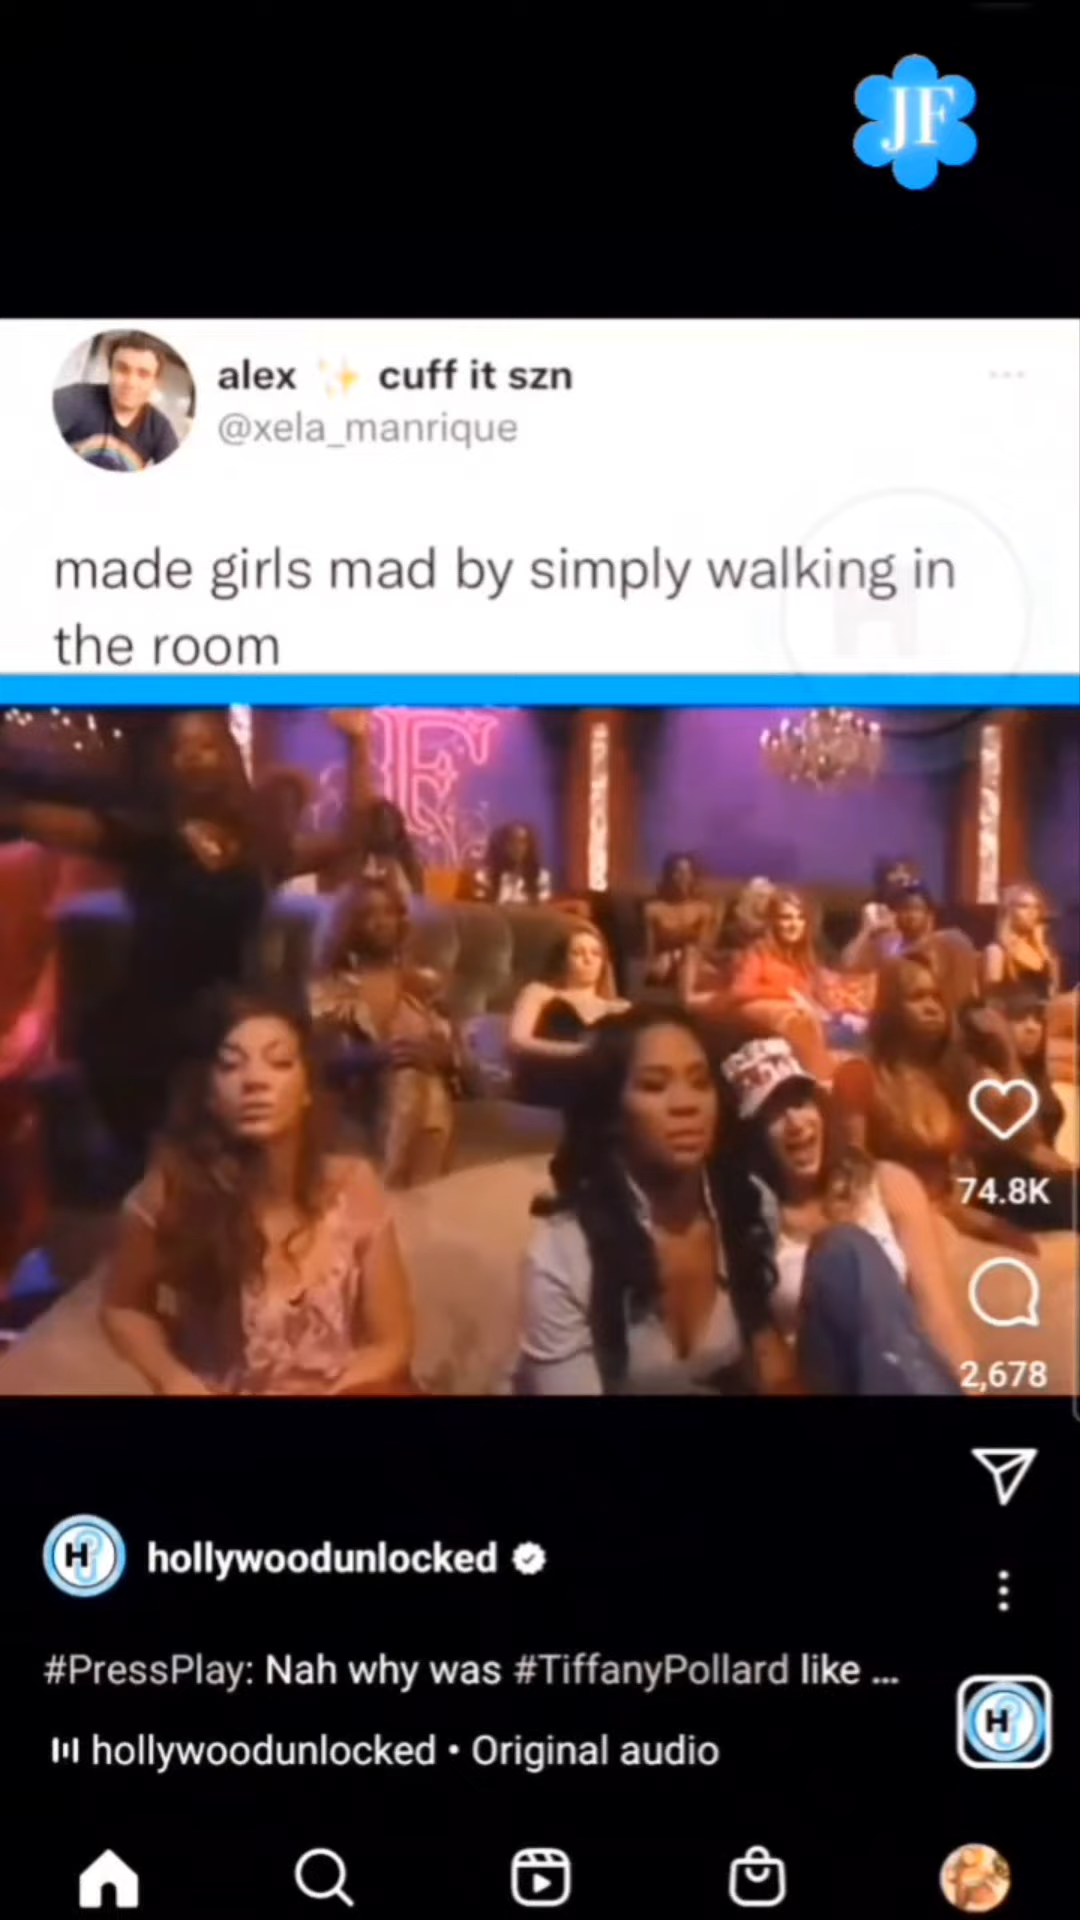 JF
alex ✨ cuff it szn
@xela_manrique
made girls mad by simply walking in
the room
H
F
74.8K
2,678
H
hollywoodunlocked
#PressPlay: Nah why was #TiffanyPollard like ...
H
hollywoodunlocked • Original audio